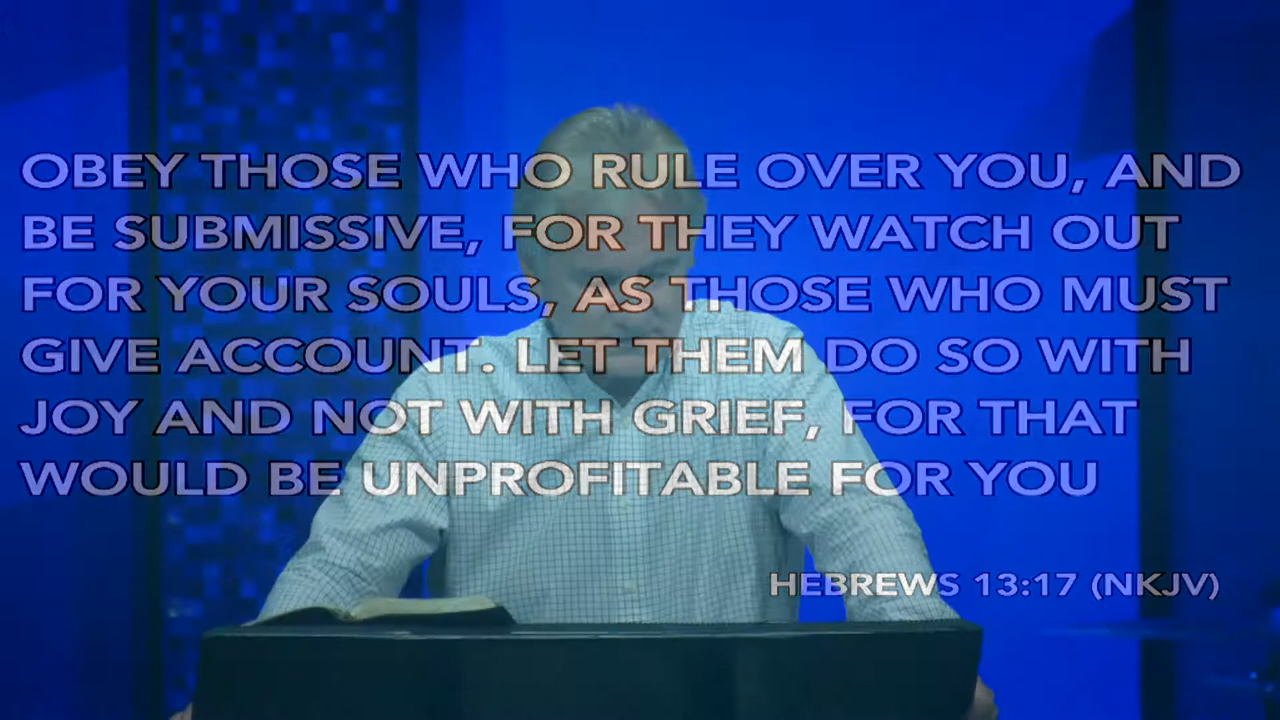 OBEY THOSE WHO RULE OVER YOU, AND
BE SUBMISSIVE, FOR THEY WATCH OUT
FOR YOUR SOULS, AS THOSE WHO MUST
GIVE ACCOUNT. LET THEM DO SO WITH
JOY AND NOT WITH GRIEF, FOR THAT
WOULD BE UNPROFITABLE FOR YOU
HEBREWS 13:17 (NKJV)